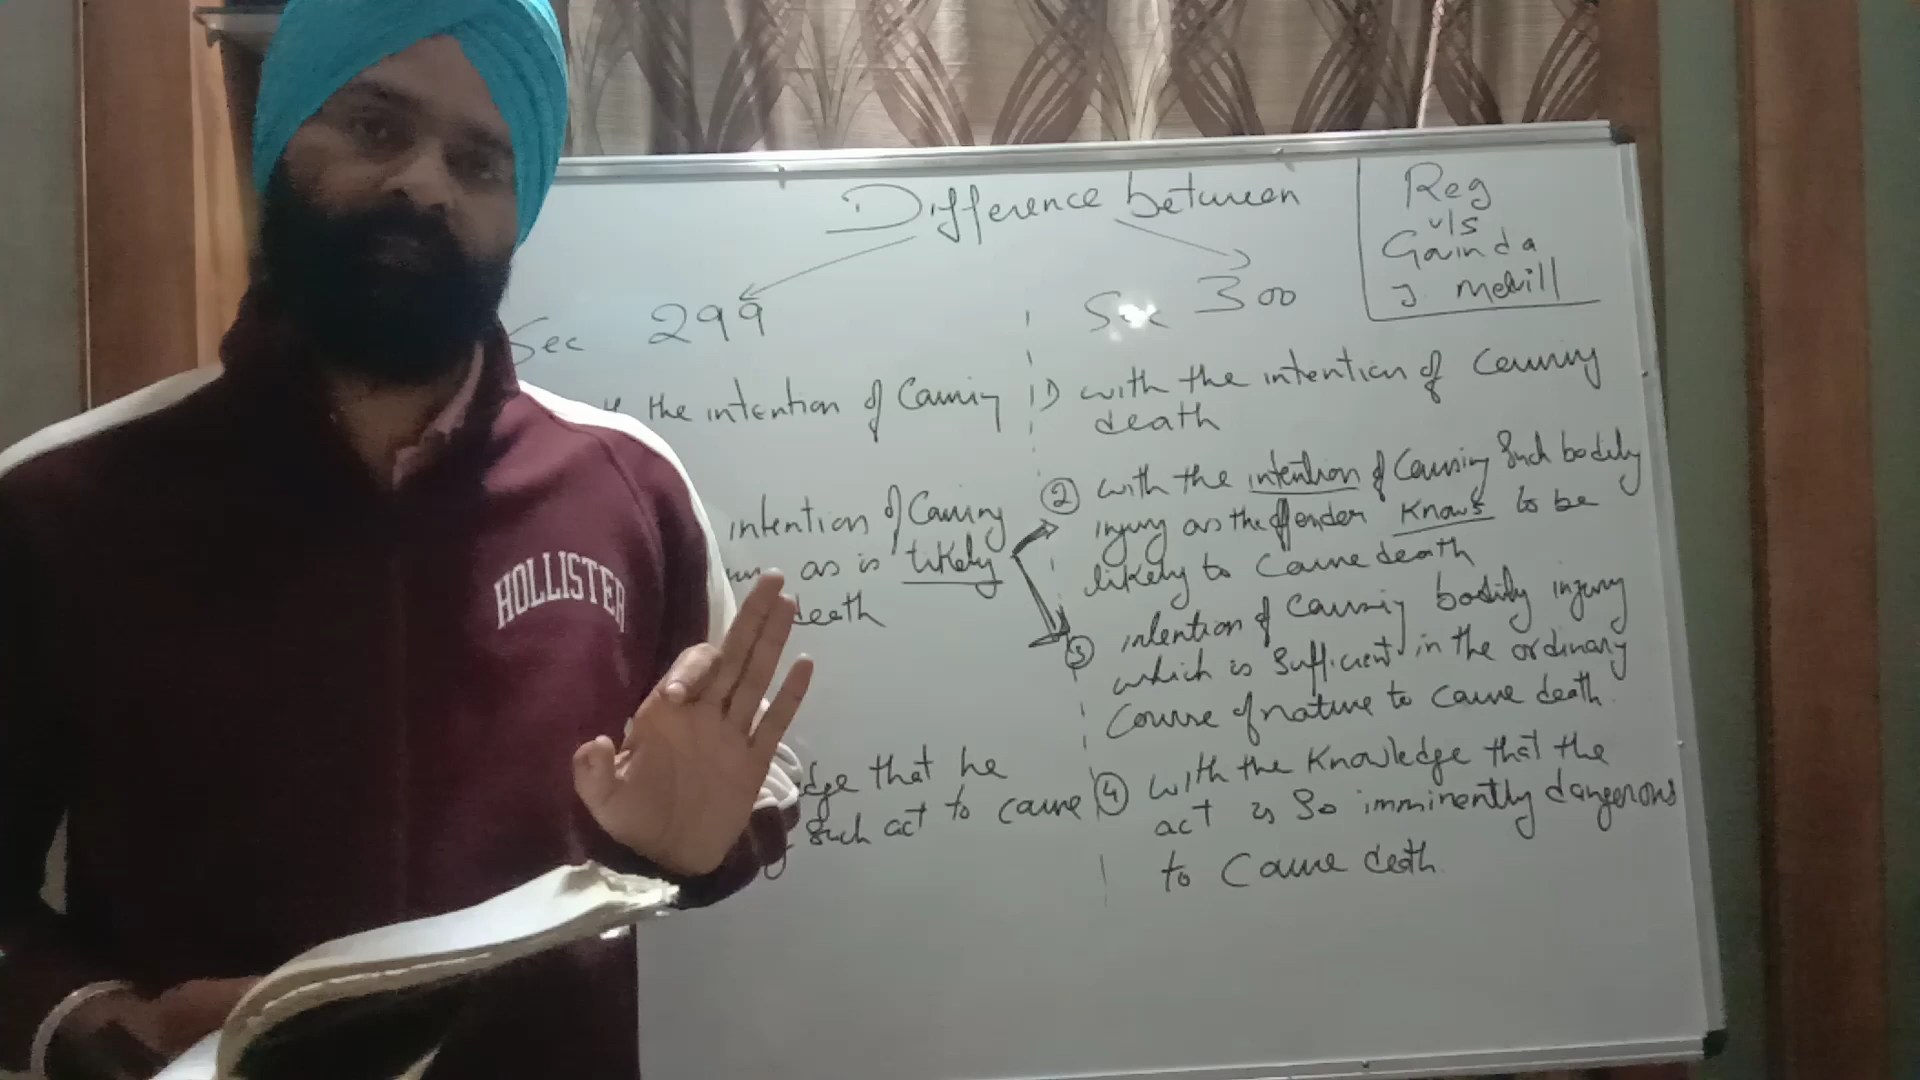 Difference between
Reg
v/s
Govinda
J Melvill
Sec 299
Sec 300
the intention of Causing
intention of Causing
as is likely
death
that he
such act to cause
1) with the intention of Causing
death
② with the intention of Causing Such bodily
injury as the offender knows to be
likely to Cause death
③ intention of Causing bodily injury
which is Sufficient in the ordinary
Course of nature to Cause death.
④ with the Knowledge that the
act is So imminently dangerous
to Cause death.
HOLLISTER